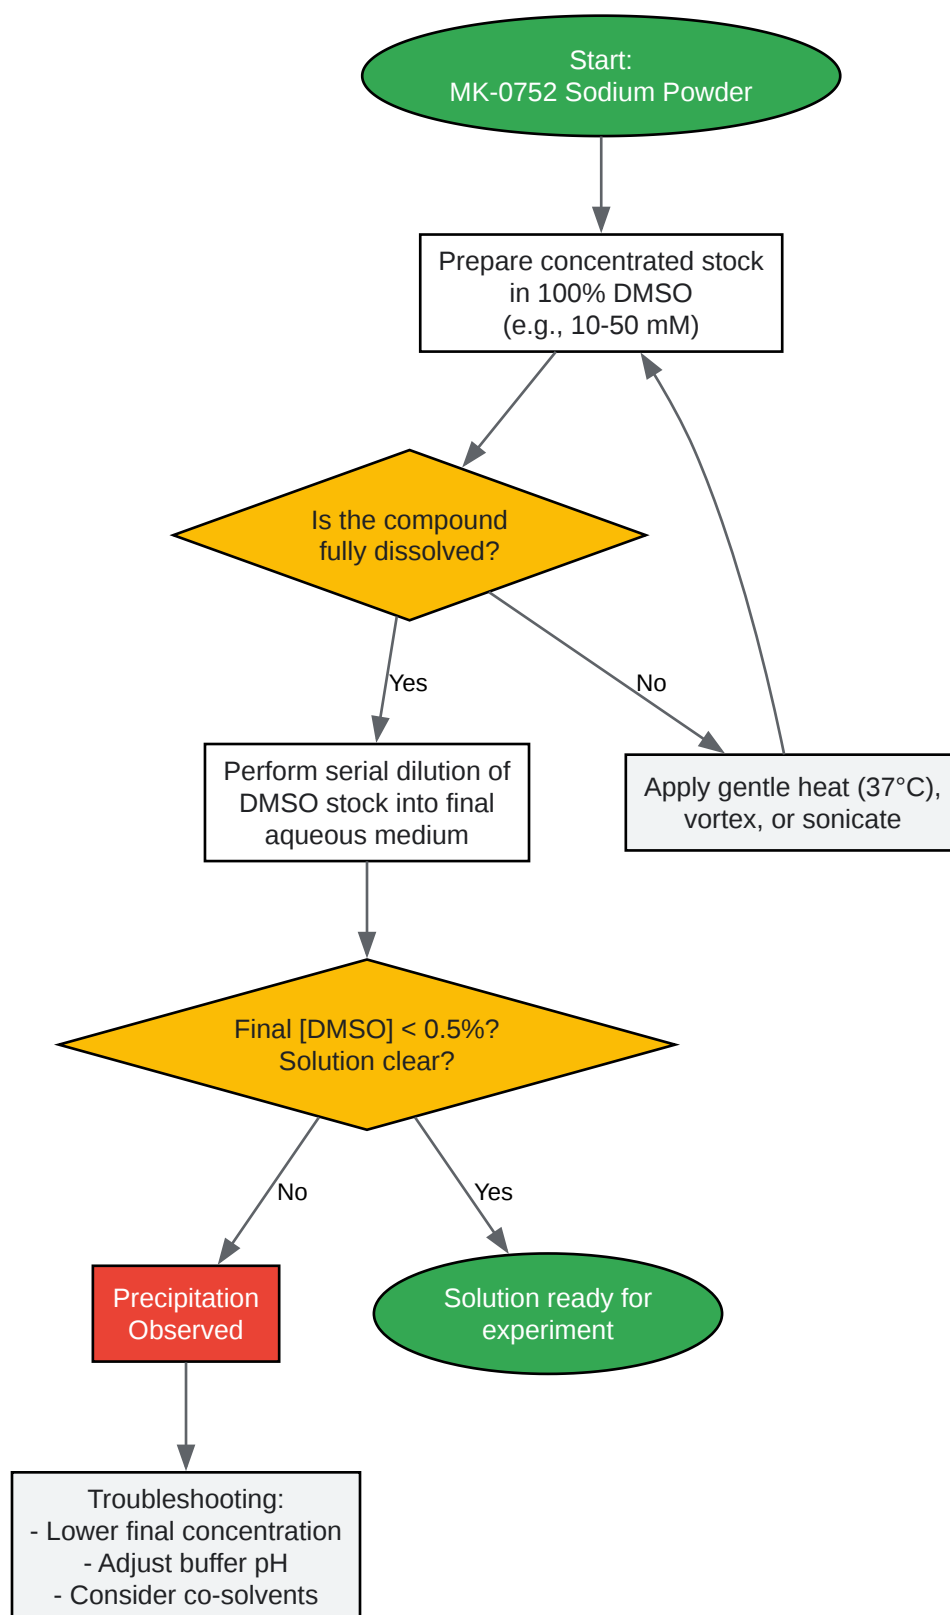 Start:
MK-0752 Sodium Powder
Prepare concentrated stock
in 100% DMSO
(e.g., 10-50 mM)
Is the compound
fully dissolved?
Yes
No
Perform serial dilution of
DMSO stock into final
aqueous medium
Apply gentle heat (37°C),
vortex, or sonicate
Final [DMSO] < 0.5%?
Solution clear?
No
Yes
Precipitation
Observed
Solution ready for
experiment
Troubleshooting:
- Lower final concentration
- Adjust buffer pH
- Consider co-solvents